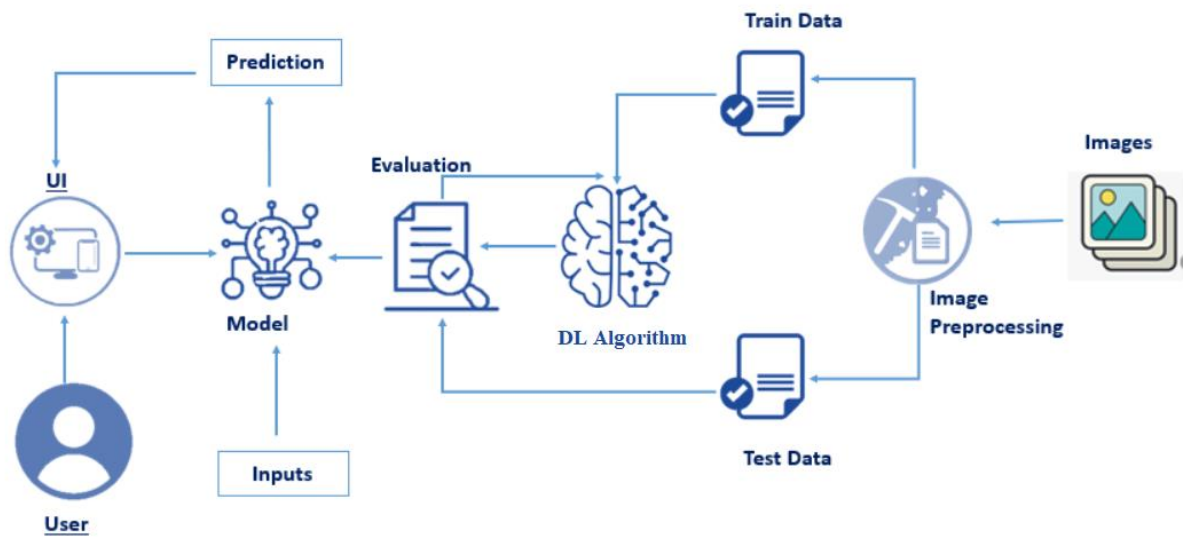 Train Data
Prediction
Images
Evaluation
UI
Image
Preprocessing
Model
DL Algorithm
Test Data
Inputs
User